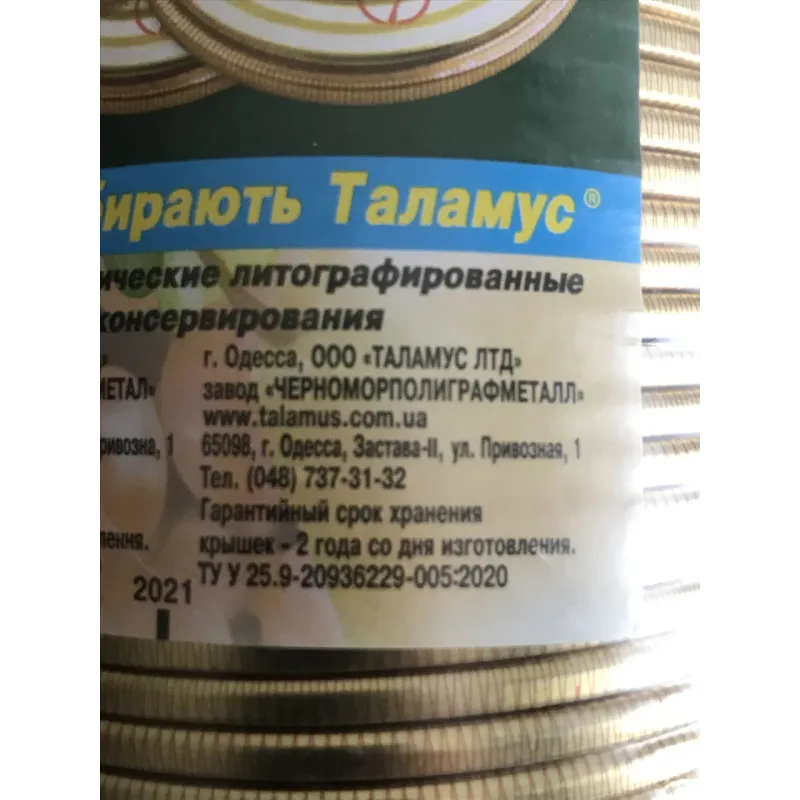 бирають Таламус®
ические литографированные
консервирования
г. Одесса, ООО «ТАЛАМУС ЛТД»
МЕТАЛ» завод «ЧЕРНОМОРПОЛИГРАФМЕТАЛЛ»
www.talamus.com.ua
ривозна, 1 65098, г. Одесса, Застава-II, ул. Привозная, 1
Тел. (048) 737-31-32
Гарантийный срок хранения
лення. крышек - 2 года со дня изготовления.
2021 ТУ У 25.9-20936229-005:2020